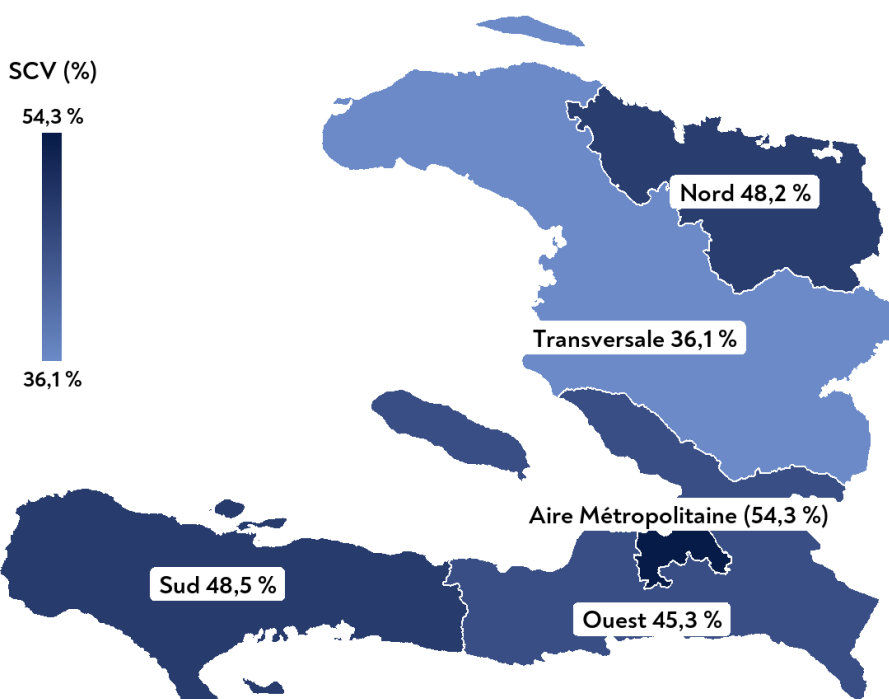 SCV (%)
54,3 %
36,1 %
Nord 48,2 %
Transversale 36,1 %
Aire Métropolitaine (54,3 %)
Sud 48,5 %
Ouest 45,3 %